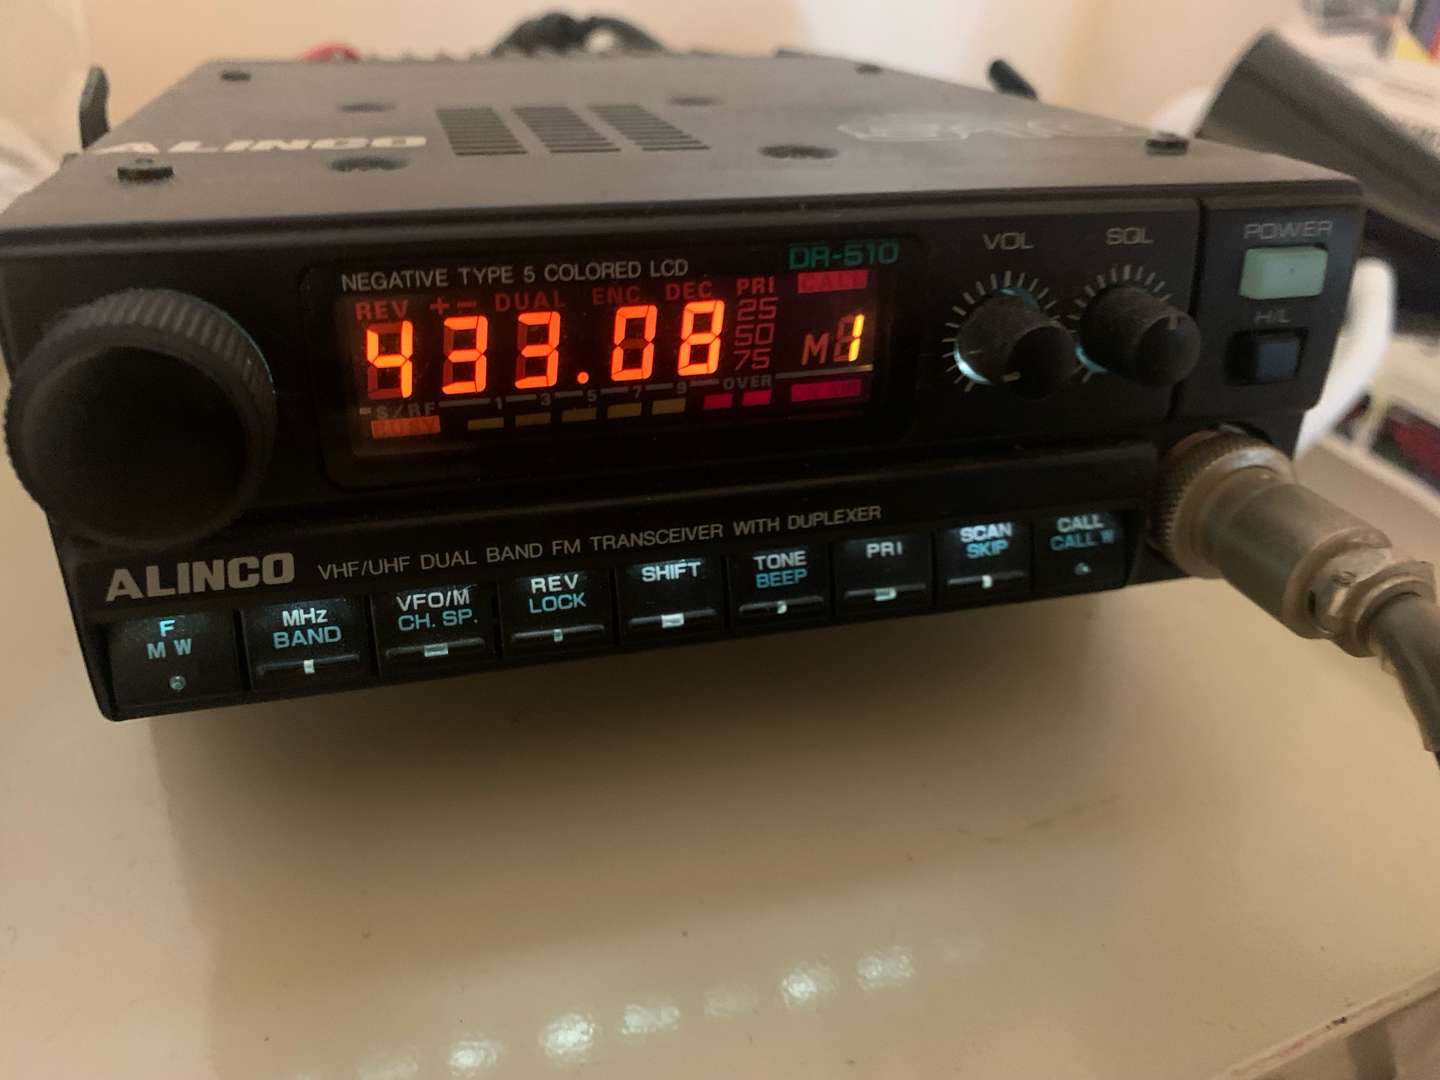 ALINCO
NEGATIVE TYPE 5 COLORED LCD DR-510
REV +- DUAL ENC DEC PRI CALL
433.08 25 50 75 M 1
S/RF 1 3 5 7 9 OVER
BUSY
VOL SQL POWER
H/L
ALINCO VHF/UHF DUAL BAND FM TRANSCEIVER WITH DUPLEXER
F MHz VFO/M REV SHIFT TONE PRI SCAN CALL
M W BAND CH. SP. LOCK BEEP SKIP CALL W